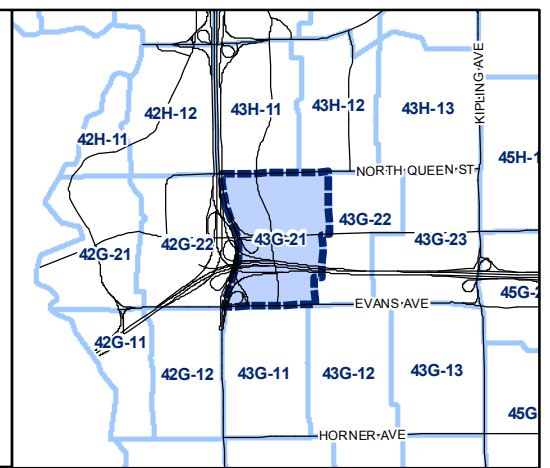 KIPLING AVE
42H-12
43H-11
43H-12
43H-13
42H-11
45H-1
NORTH QUEEN ST
43G-22
42G-21
42G-22
43G-21
43G-23
45G-2
EVANS AVE
42G-11
42G-12
43G-11
43G-12
43G-13
45G
HORNER AVE